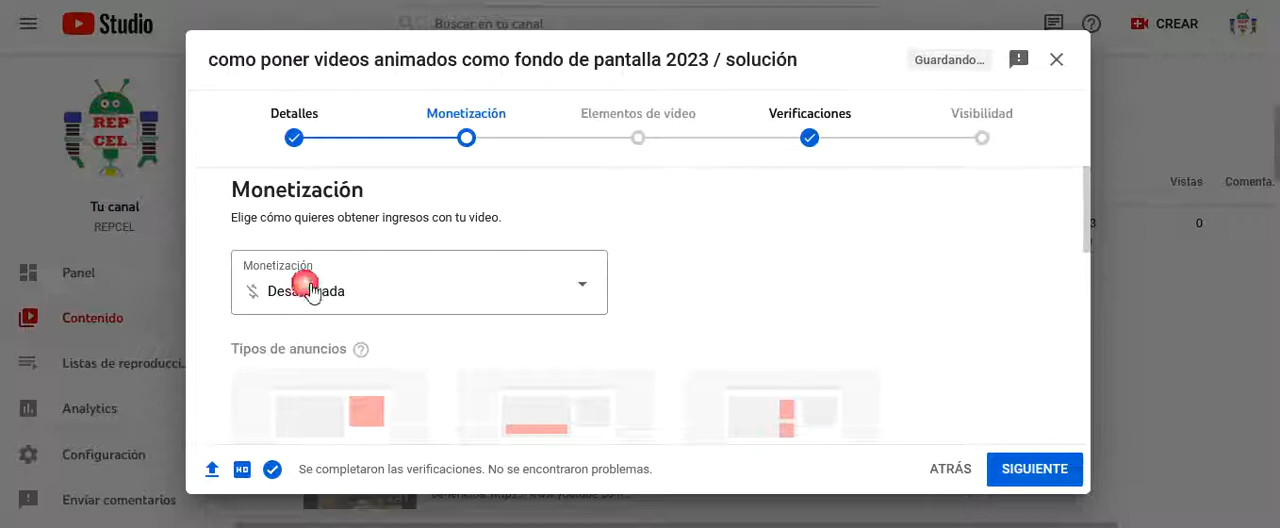 Studio
Buscar en tu canal
CREAR
como poner videos animados como fondo de pantalla 2023 / solución
Guardando...
Detalles
Monetización
Elementos de video
Verificaciones
Visibilidad
REP
CEL
Tu canal
REPCEL
Panel
Contenido
Listas de reproducci...
Analytics
Configuración
Enviar comentarios
Monetización
Elige cómo quieres obtener ingresos con tu video.
Monetización
Tipos de anuncios
Vistas
Comenta.
3
0
HD
Se completaron las verificaciones. No se encontraron problemas.
ATRÁS
SIGUIENTE